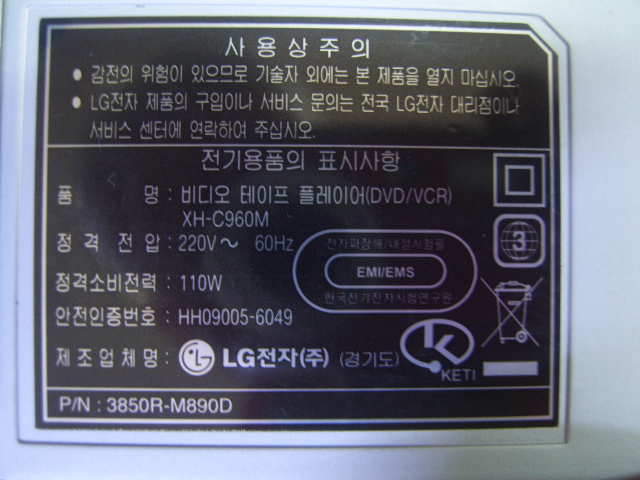 사용상주의
● 감전의 위험이 있으므로 기술자 외에는 본 제품을 열지 마십시오.
● LG전자 제품의 구입이나 서비스 문의는 전국 LG전자 대리점이나
서비스 센터에 연락하여 주십시오.
전기용품의 표시사항
품 명 : 비디오 테이프 플레이어(DVD/VCR)
XH-C960M
정 격 전 압 : 220V～ 60Hz
정격소비전력 : 110W
안전인증번호 : HH09005-6049
제 조 업 체 명 : LG LG전자(주) (경기도)
전자파장해/내성시험필
EMI/EMS
한국전기전자시험연구원
3
K
KETI
P/N : 3850R-M890D